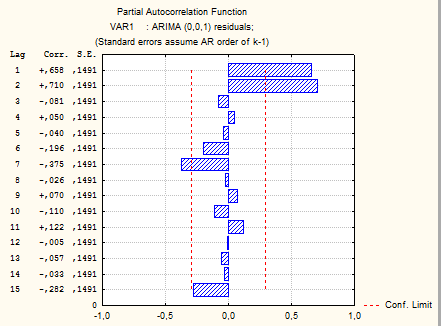 Partial Autocorrelation Function
VAR1 : ARIMA (0,0,1) residuals;
(Standard errors assume AR order of k-1)
Lag Corr. S.E.
1 +,658 ,1491
2 +,710 ,1491
3 -,081 ,1491
4 +,050 ,1491
5 -,040 ,1491
6 -,196 ,1491
7 -,375 ,1491
8 -,026 ,1491
9 +,070 ,1491
10 -,110 ,1491
11 +,122 ,1491
12 -,005 ,1491
13 -,057 ,1491
14 -,033 ,1491
15 -,282 ,1491
0
-1,0 -0,5 0,0 0,5 1,0
Conf. Limit